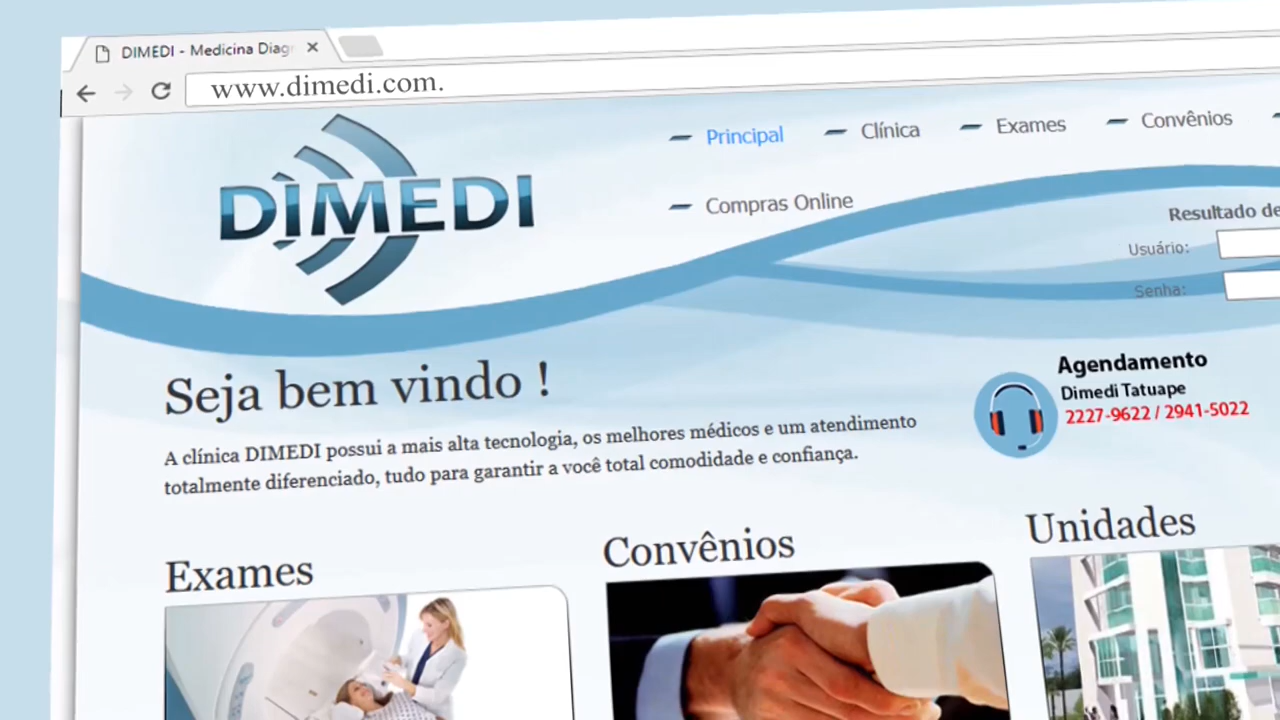 DIMEDI - Medicina Diag
www.dimedi.com.
DIMEDI
Principal
Clínica
Exames
Convênios
Compras Online
Resultado de
Usuário:
Senha:
Seja bem vindo !
A clínica DIMEDI possui a mais alta tecnologia, os melhores médicos e um atendimento
totalmente diferenciado, tudo para garantir a você total comodidade e confiança.
Agendamento
Dimedi Tatuape
2227-9622 / 2941-5022
Exames
Convênios
Unidades